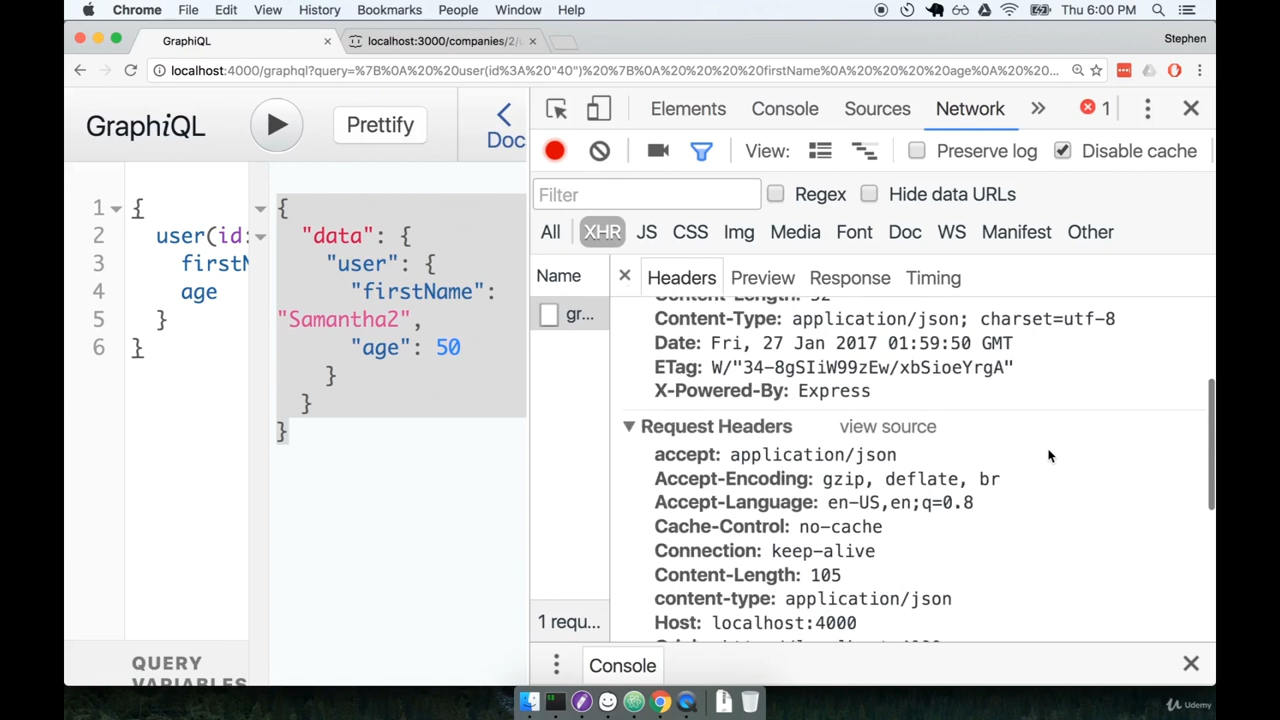 Chrome File Edit View History Bookmarks People Window Help Thu 6:00 PM
GraphiQL localhost:3000/companies/2/ Stephen
localhost:4000/graphql?query=%7B%0A%20%20user(id%3A%20"40")%20%7B%0A%20%20%20%20firstName%0A%20%20%20%20age%0A%20%20...
GraphiQL Prettify Doc
Elements Console Sources Network 1
View: Preserve log Disable cache
Filter Regex Hide data URLs
All XHR JS CSS Img Media Font Doc WS Manifest Other
Name Headers Preview Response Timing
gr...
1 {
2 user(id:
3 firstN
4 age
5 }
6 }
{
"data": {
"user": {
"firstName":
"Samantha2",
"age": 50
}
}
}
Content-Length: 52
Content-Type: application/json; charset=utf-8
Date: Fri, 27 Jan 2017 01:59:50 GMT
ETag: W/"34-8gSIiW99zEw/xbSioeYrgA"
X-Powered-By: Express
Request Headers view source
accept: application/json
Accept-Encoding: gzip, deflate, br
Accept-Language: en-US,en;q=0.8
Cache-Control: no-cache
Connection: keep-alive
Content-Length: 105
content-type: application/json
Host: localhost:4000
1 requ...
QUERY
VARIABLES
Console
Udemy